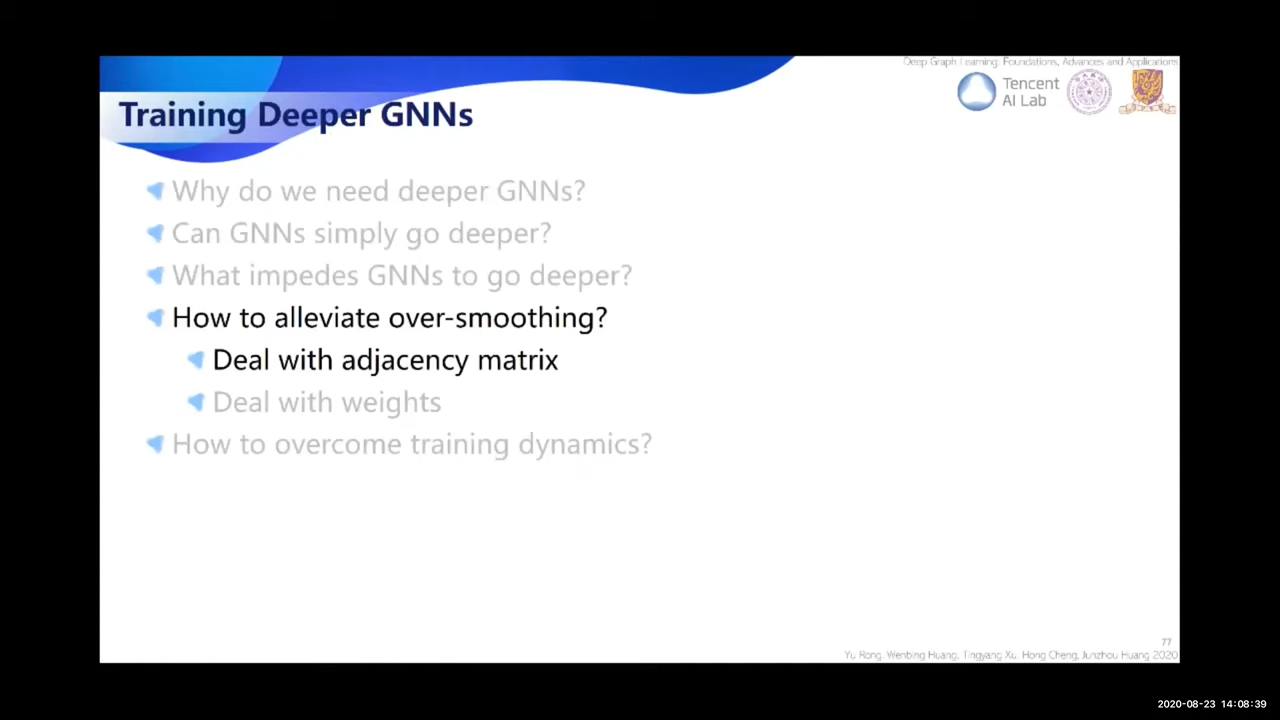 Deep Graph Learning: Foundations, Advances and Applications
Tencent
AI Lab
Training Deeper GNNs
Why do we need deeper GNNs?
Can GNNs simply go deeper?
What impedes GNNs to go deeper?
How to alleviate over-smoothing?
Deal with adjacency matrix
Deal with weights
How to overcome training dynamics?
77
Yu Rong, Wenbing Huang, Tingyang Xu, Hong Cheng, Junzhou Huang 2020
2020-08-23 14:08:39